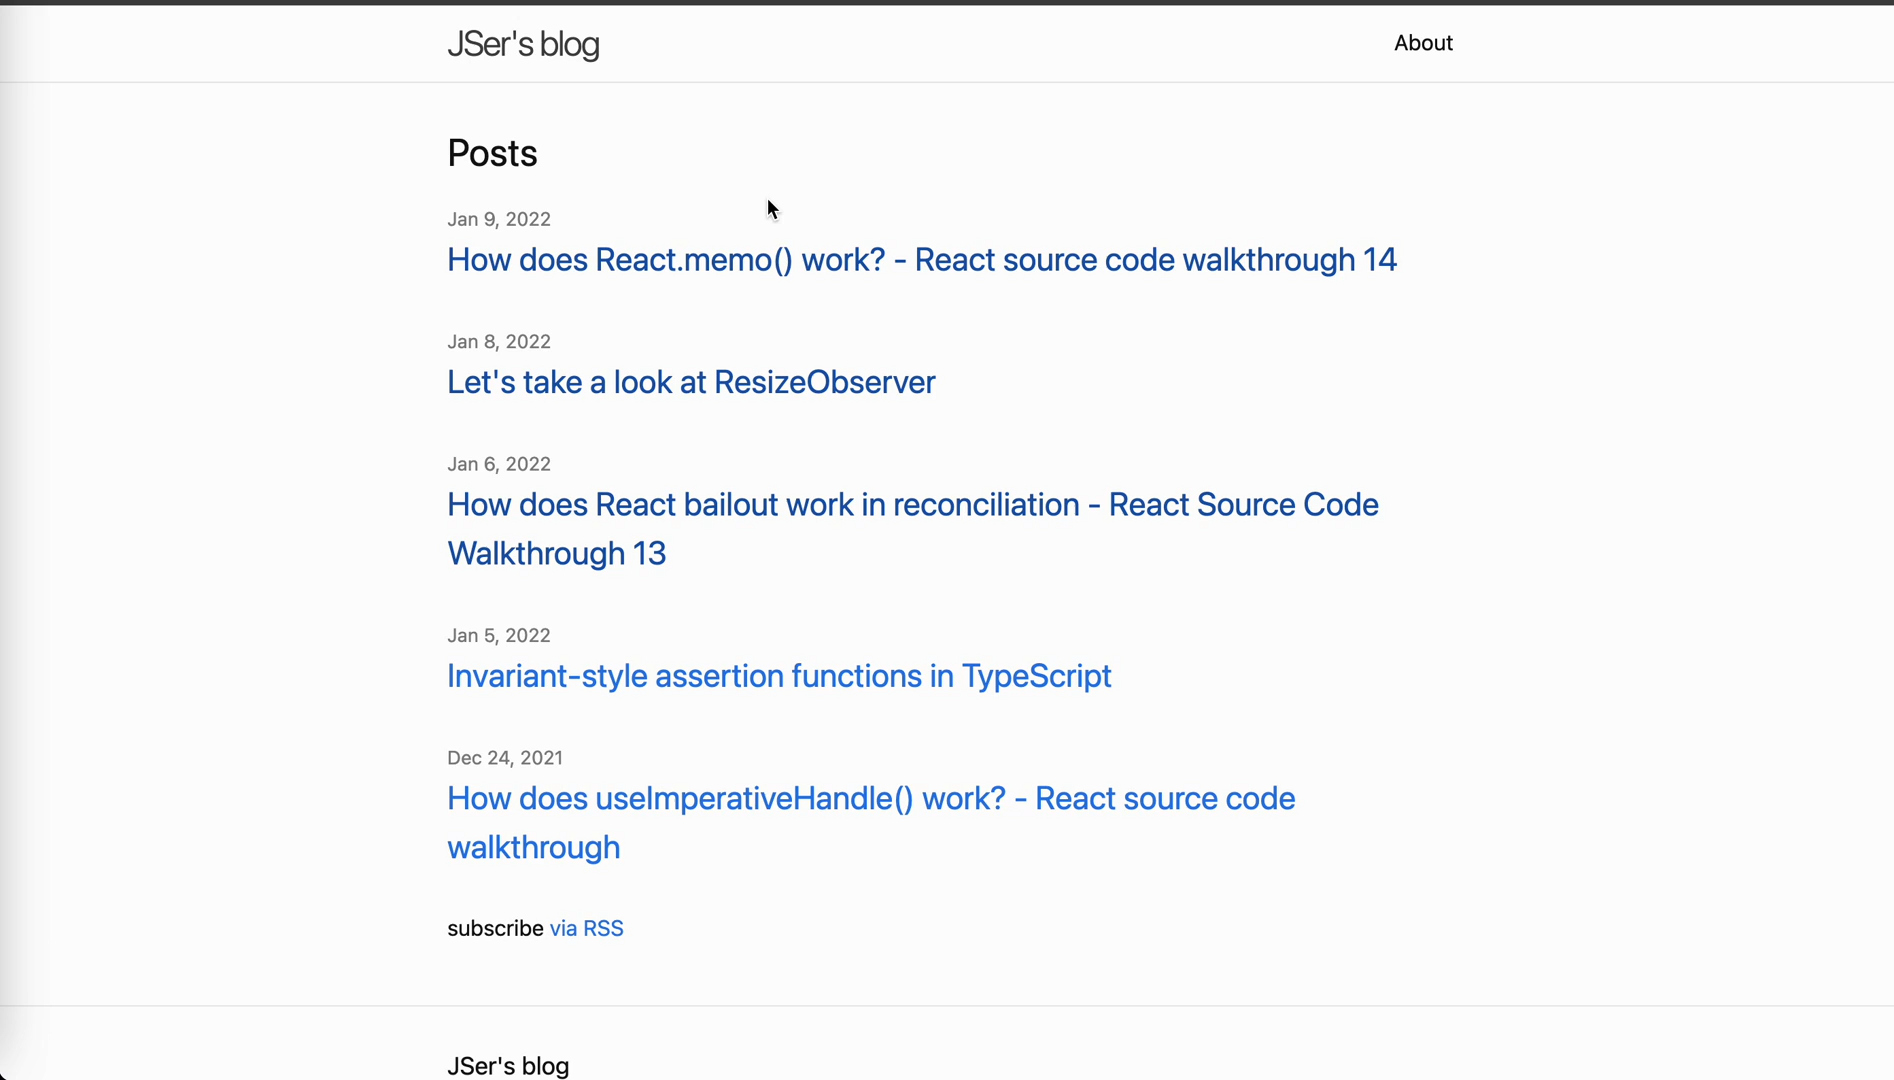 JSer's blog
About
Posts
Jan 9, 2022
How does React.memo() work? - React source code walkthrough 14
Jan 8, 2022
Let's take a look at ResizeObserver
Jan 6, 2022
How does React bailout work in reconciliation - React Source Code
Walkthrough 13
Jan 5, 2022
Invariant-style assertion functions in TypeScript
Dec 24, 2021
How does useImperativeHandle() work? - React source code
walkthrough
subscribe via RSS
JSer's blog